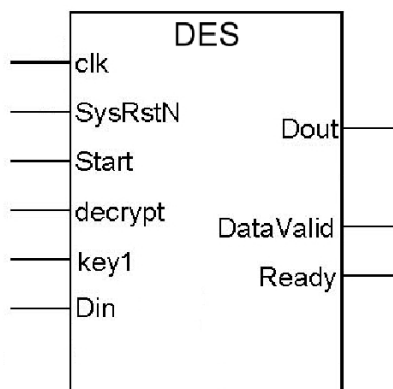 DES
clk
SysRstN
Start
decrypt
key1
Din
Dout
DataValid
Ready